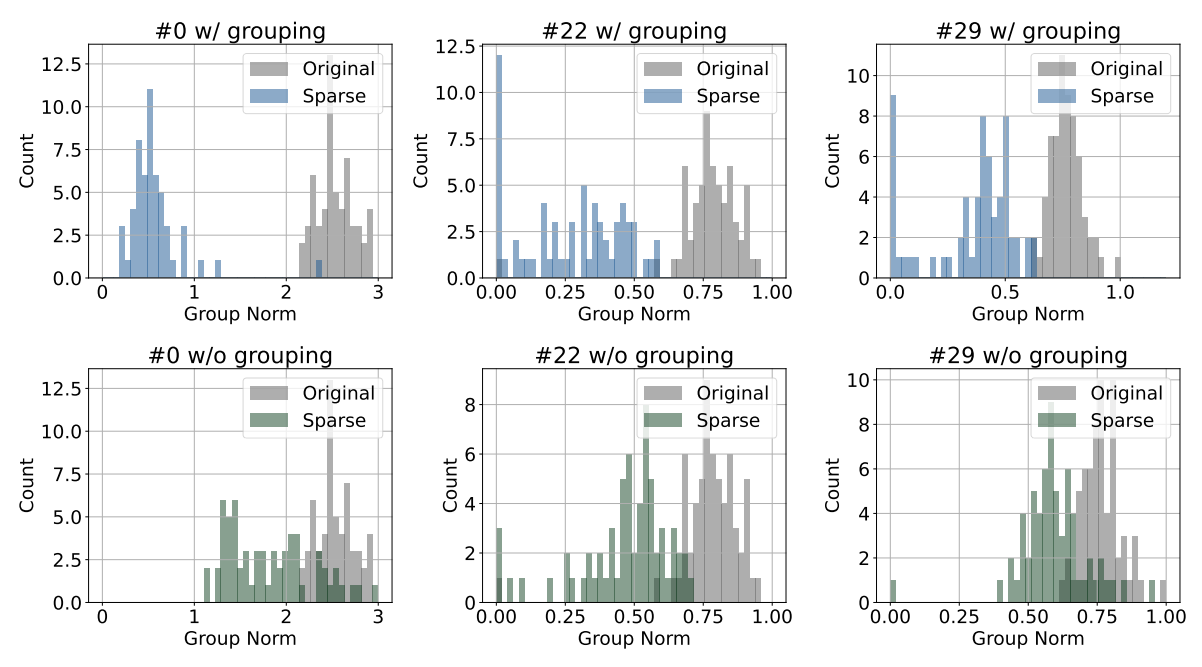 #0 w/ grouping
Count
12.5
10.0
7.5
5.0
2.5
0.0
Original
Sparse
0
1
2
3
Group Norm
#22 w/ grouping
Count
12.5
10.0
7.5
5.0
2.5
0.0
Original
Sparse
0.00
0.25
0.50
0.75
1.00
Group Norm
#29 w/ grouping
Count
10
8
6
4
2
0
Original
Sparse
0.0
0.5
1.0
Group Norm
#0 w/o grouping
Count
12.5
10.0
7.5
5.0
2.5
0.0
Original
Sparse
0
1
2
3
Group Norm
#22 w/o grouping
Count
8
6
4
2
0
Original
Sparse
0.00
0.25
0.50
0.75
1.00
Group Norm
#29 w/o grouping
Count
10
8
6
4
2
0
Original
Sparse
0.00
0.25
0.50
0.75
1.00
Group Norm